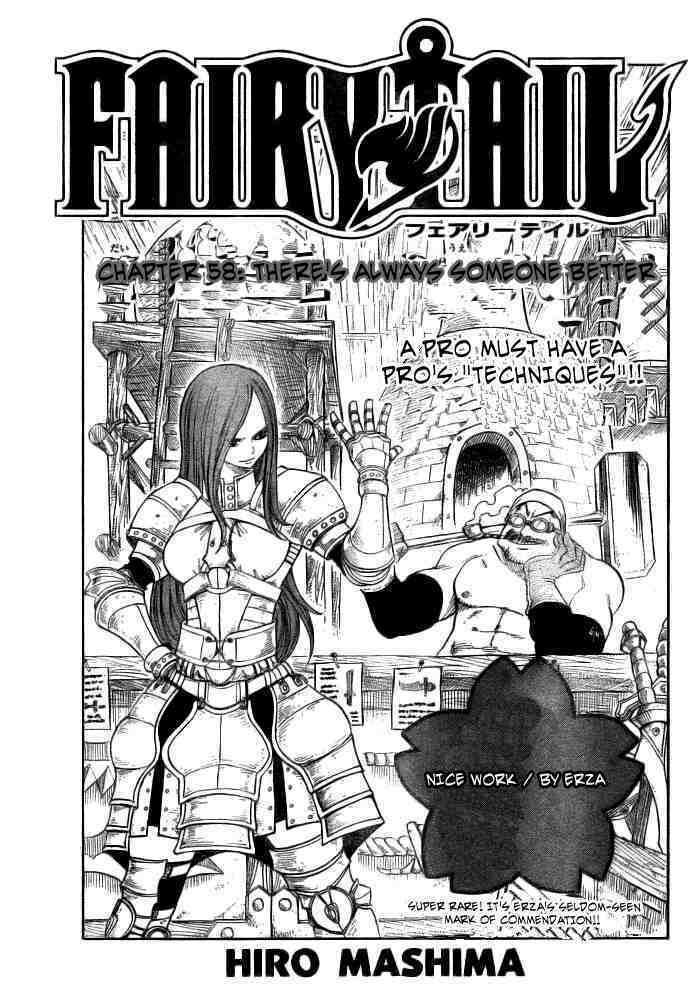 FAIRY TAIL
フェアリーテイル
CHAPTER 58: THERE'S ALWAYS SOMEONE BETTER
A PRO MUST HAVE A
PRO'S "TECHNIQUES"!!
NICE WORK / BY ERZA
SUPER RARE! IT'S ERZA'S SELDOM-SEEN
MARK OF COMMENDATION!!
HIRO MASHIMA